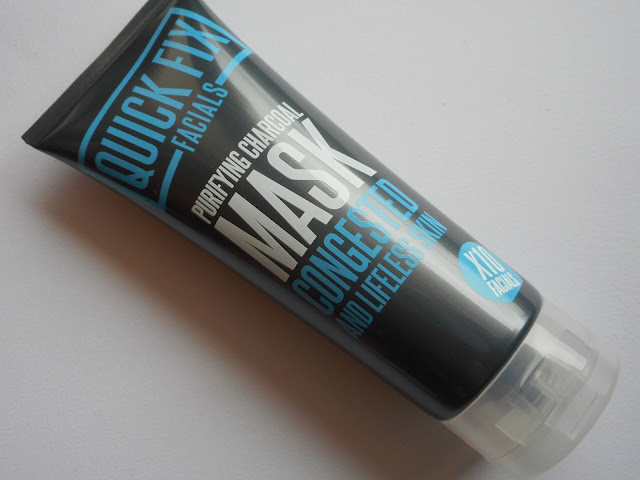 QUICK FIX
FACIALS
PURIFYING CHARCOAL
MASK
CONGESTED
AND LIFELESS SKIN
X10
FACIALS